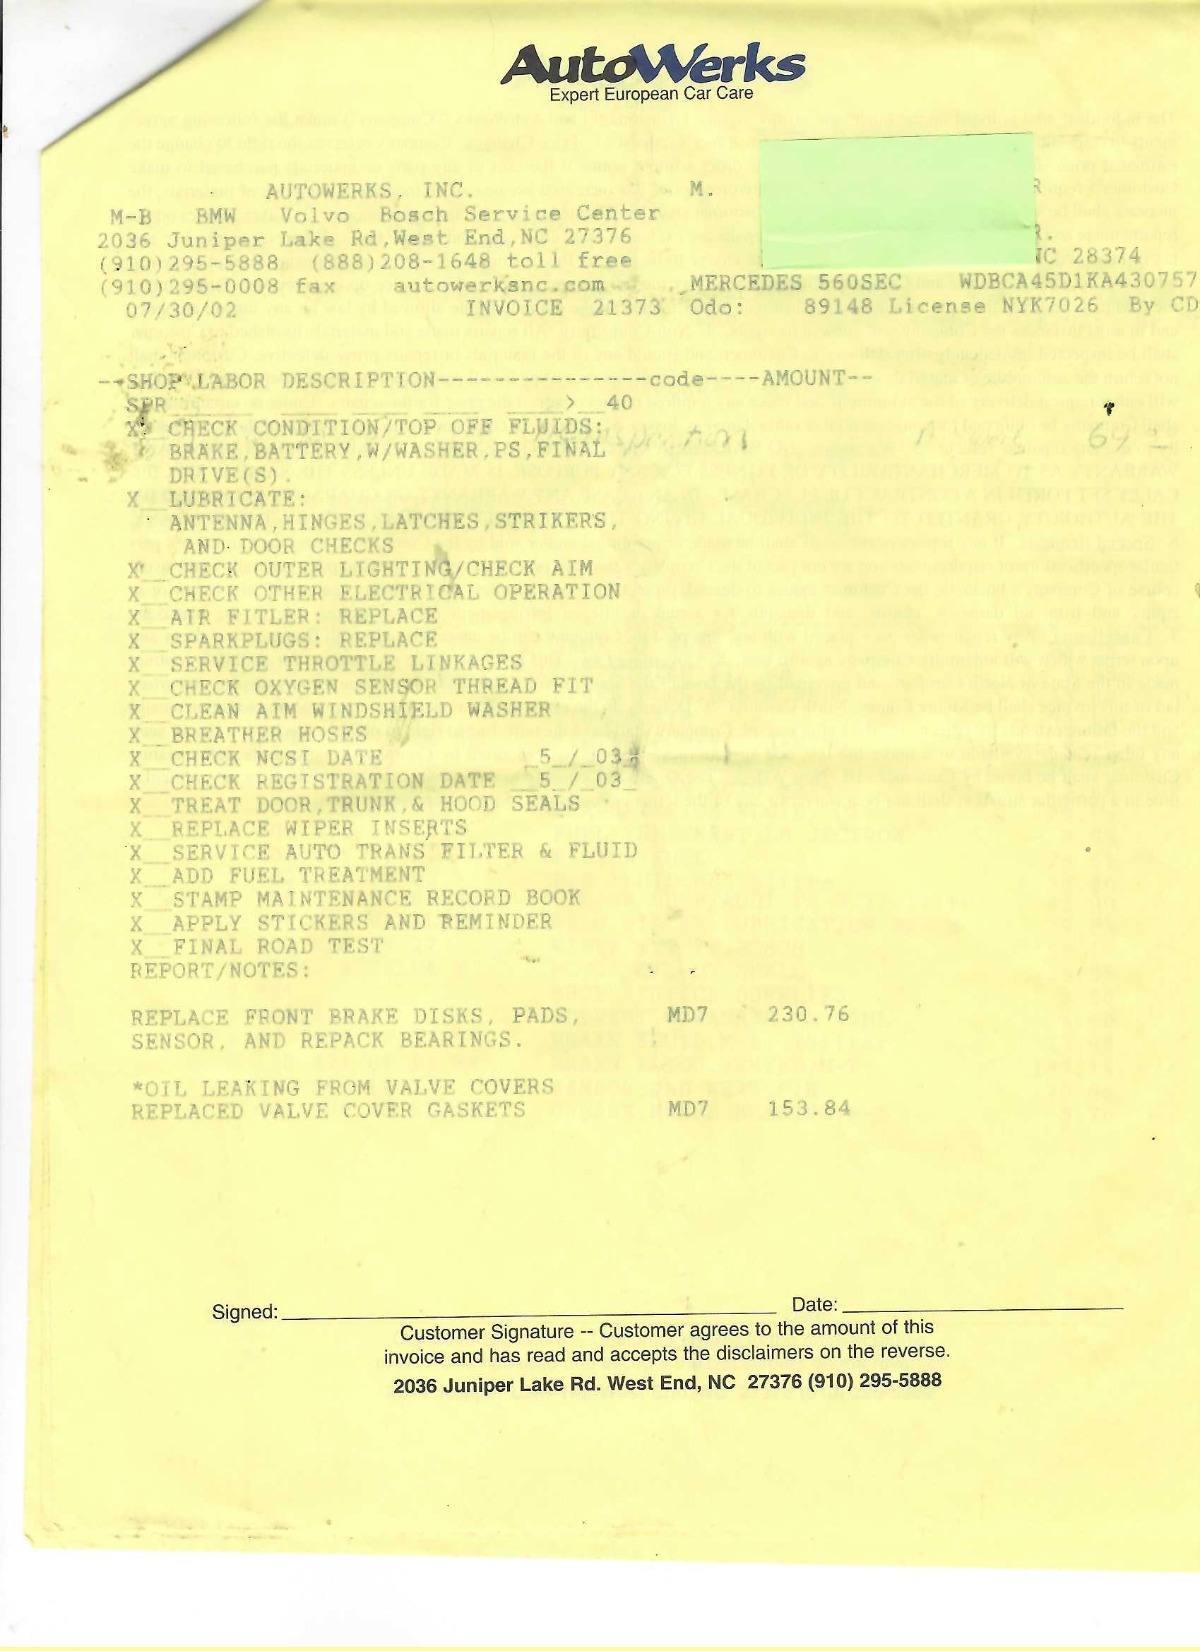 AutoWerks
Expert European Car Care
AUTOWERKS, INC. M. R
M-B BMW Volvo Bosch Service Center
2036 Juniper Lake Rd,West End,NC 27376 R.
(910)295-5888 (888)208-1648 toll free NC 28374
(910)295-0008 fax autowerksnc.com MERCEDES 560SEC WDBCA45D1KA430757
07/30/02 INVOICE 21373 Odo: 89148 License NYK7026 By CD
--SHOP LABOR DESCRIPTION---------------code----AMOUNT--
SPR > 40
X CHECK CONDITION/TOP OFF FLUIDS: 69
BRAKE,BATTERY,W/WASHER,PS,FINAL
DRIVE(S).
X LUBRICATE:
ANTENNA,HINGES,LATCHES,STRIKERS,
AND DOOR CHECKS
X CHECK OUTER LIGHTING/CHECK AIM
X CHECK OTHER ELECTRICAL OPERATION
X AIR FITLER: REPLACE
X SPARKPLUGS: REPLACE
X SERVICE THROTTLE LINKAGES
X CHECK OXYGEN SENSOR THREAD FIT
X CLEAN AIM WINDSHIELD WASHER
X BREATHER HOSES
X CHECK NCSI DATE _5_/_03
X CHECK REGISTRATION DATE __5_/_03_
X TREAT DOOR,TRUNK,& HOOD SEALS
X REPLACE WIPER INSERTS
X SERVICE AUTO TRANS FILTER & FLUID
X ADD FUEL TREATMENT
X STAMP MAINTENANCE RECORD BOOK
X APPLY STICKERS AND REMINDER
X FINAL ROAD TEST
REPORT/NOTES:
REPLACE FRONT BRAKE DISKS, PADS, MD7 230.76
SENSOR, AND REPACK BEARINGS.
*OIL LEAKING FROM VALVE COVERS
REPLACED VALVE COVER GASKETS MD7 153.84
Signed: Date:
Customer Signature -- Customer agrees to the amount of this
invoice and has read and accepts the disclaimers on the reverse.
2036 Juniper Lake Rd. West End, NC 27376 (910) 295-5888